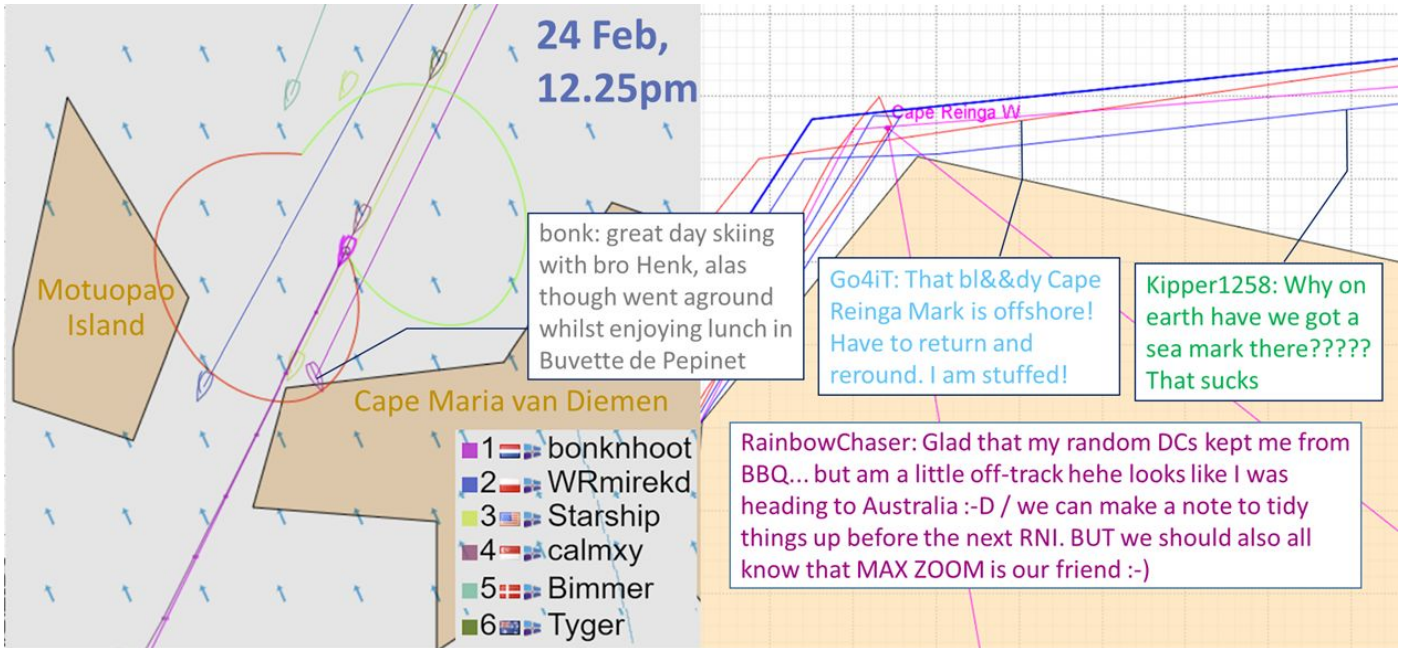 24 Feb,
12.25pm
Motuopao
Island
Cape Maria van Diemen
bonk: great day skiing
with bro Henk, alas
though went aground
whilst enjoying lunch in
Buvette de Pepinet
1 bonknhoot
2 WRmirekd
3 Starship
4 calmxy
5 Bimmer
6 Tyger
Cape Reinga W
Go4iT: That bl&&dy Cape
Reinga Mark is offshore!
Have to return and
reround. I am stuffed!
Kipper1258: Why on
earth have we got a
sea mark there?????
That sucks
RainbowChaser: Glad that my random DCs kept me from
BBQ... but am a little off-track hehe looks like I was
heading to Australia :-D / we can make a note to tidy
things up before the next RNI. BUT we should also all
know that MAX ZOOM is our friend :-)